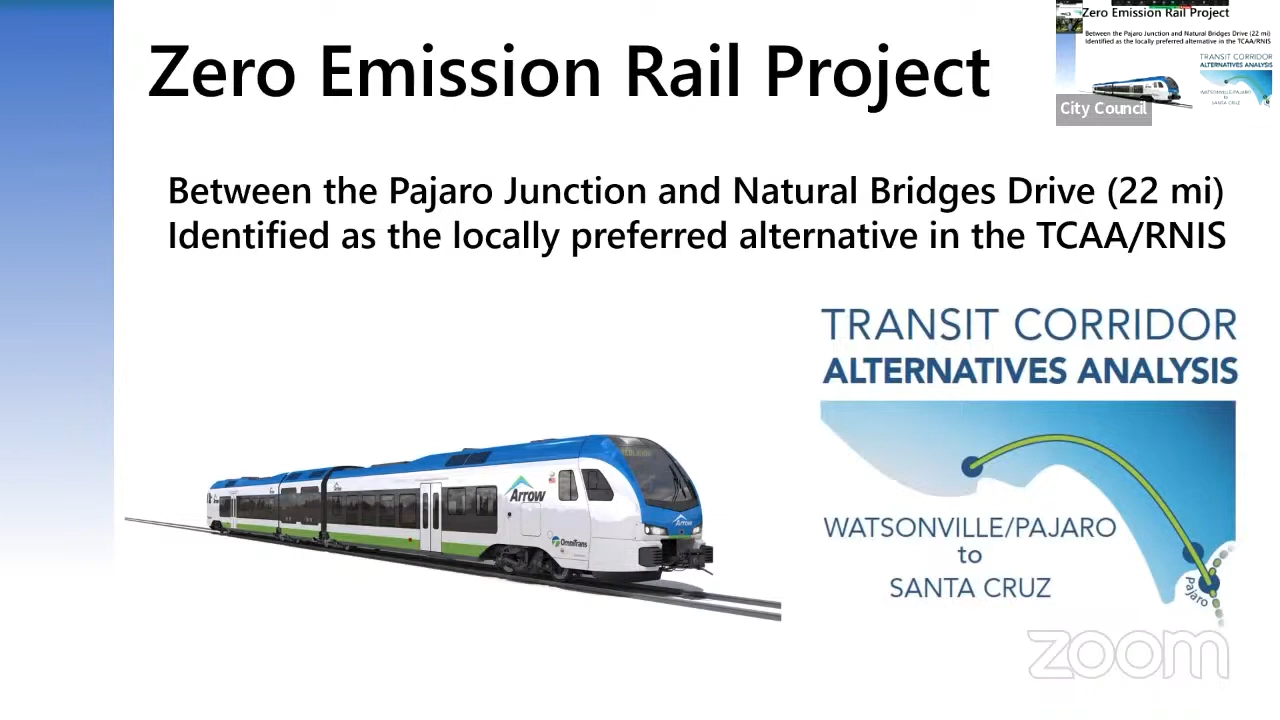 Zero Emission Rail Project
Between the Pajaro Junction and Natural Bridges Drive (22 mi)
Identified as the locally preferred alternative in the TCAA/RNIS
TRANSIT CORRIDOR
ALTERNATIVES ANALYSIS
WATSONVILLE/PAJARO
to
SANTA CRUZ
Pajaro
Arrow
Arrow
OmniTrans
zoom
Zero Emission Rail Project
Between the Pajaro Junction and Natural Bridges Drive (22 mi)
Identified as the locally preferred alternative in the TCAA/RNIS
TRANSIT CORRIDOR
ALTERNATIVES ANALYSIS
WATSONVILLE/PAJARO
to
SANTA CRUZ
City Council